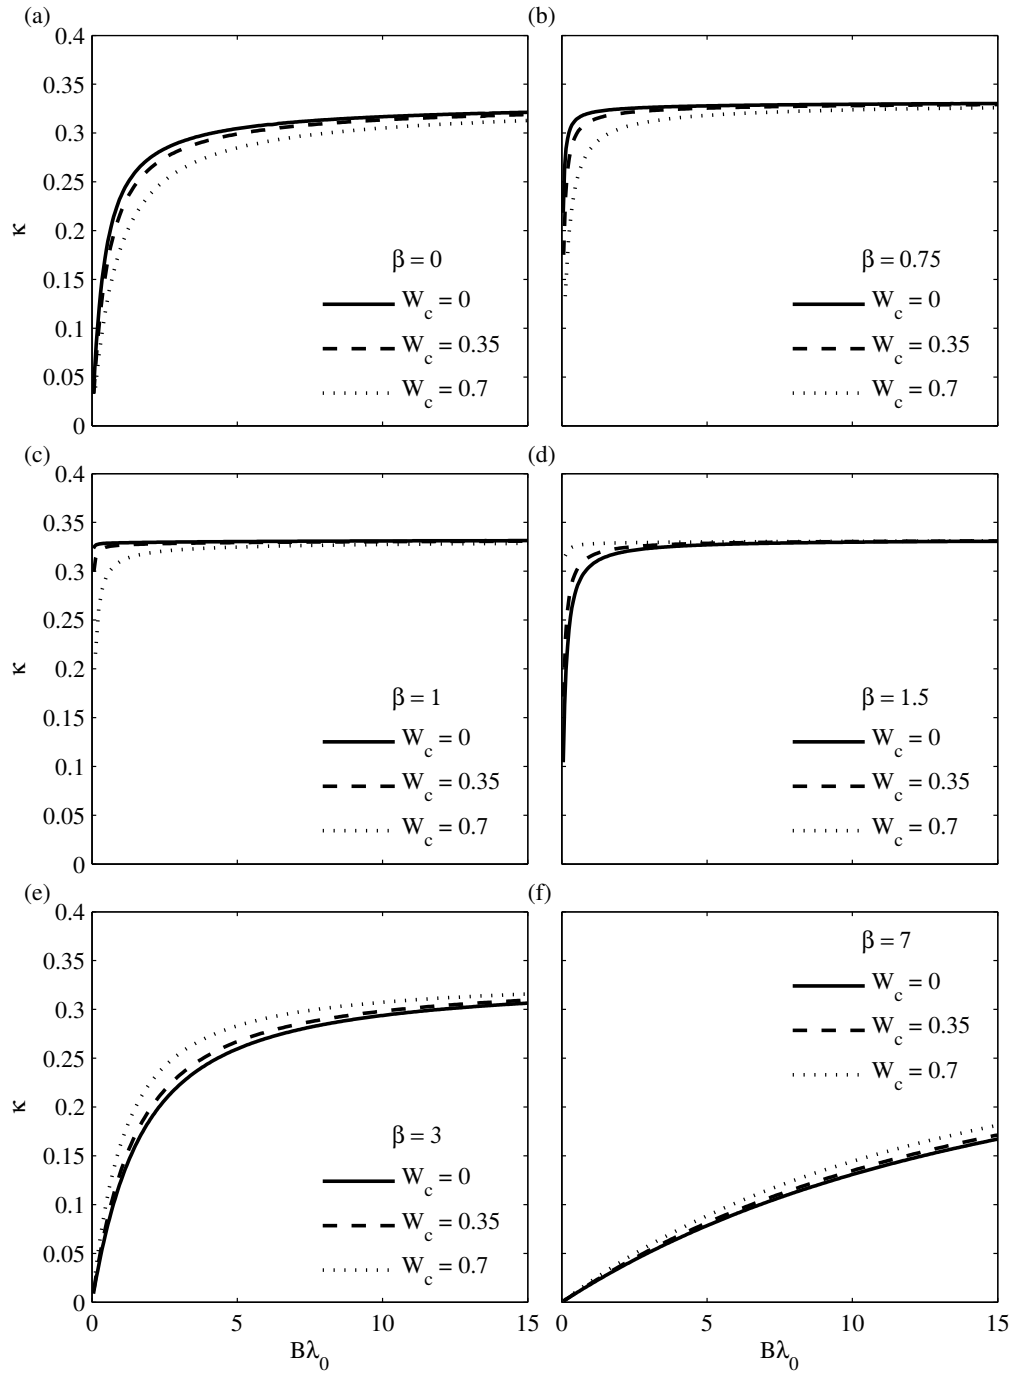 (a)
0.4
0.35
0.3
0.25
0.2
0.15
0.1
0.05
0
κ
β = 0
W_c = 0
W_c = 0.35
W_c = 0.7
(b)
β = 0.75
W_c = 0
W_c = 0.35
W_c = 0.7
(c)
0.4
0.35
0.3
0.25
0.2
0.15
0.1
0.05
0
κ
β = 1
W_c = 0
W_c = 0.35
W_c = 0.7
(d)
β = 1.5
W_c = 0
W_c = 0.35
W_c = 0.7
(e)
0.4
0.35
0.3
0.25
0.2
0.15
0.1
0.05
0
κ
β = 3
W_c = 0
W_c = 0.35
W_c = 0.7
0 5 10 15
Bλ_0
(f)
β = 7
W_c = 0
W_c = 0.35
W_c = 0.7
0 5 10 15
Bλ_0